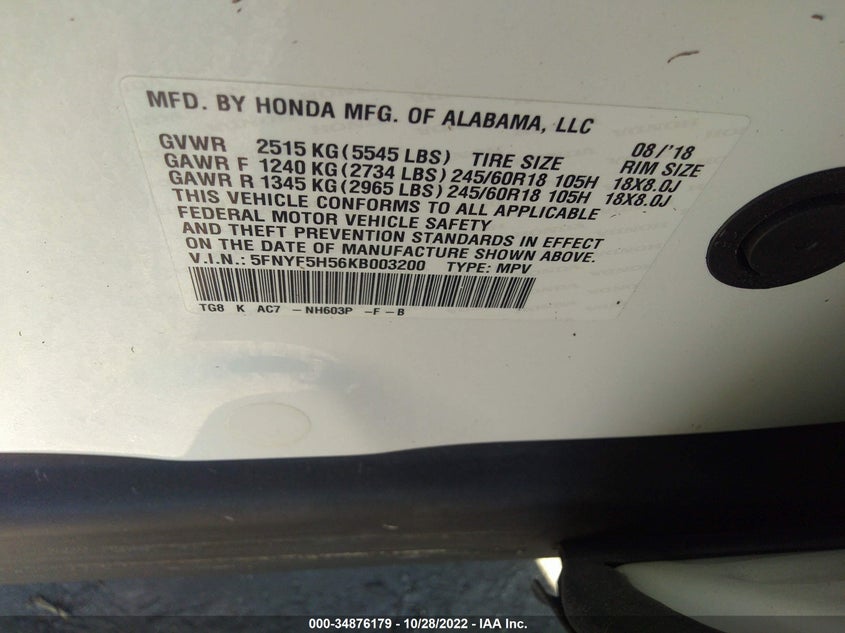 MFD. BY HONDA MFG. OF ALABAMA, LLC
08/'18
GVWR 2515 KG (5545 LBS) TIRE SIZE RIM SIZE
GAWR F 1240 KG (2734 LBS) 245/60R18 105H 18X8.0J
GAWR R 1345 KG (2965 LBS) 245/60R18 105H 18X8.0J
THIS VEHICLE CONFORMS TO ALL APPLICABLE
FEDERAL MOTOR VEHICLE SAFETY
AND THEFT PREVENTION STANDARDS IN EFFECT
ON THE DATE OF MANUFACTURE SHOWN ABOVE.
V.I.N.: 5FNYF5H56KB003200 TYPE: MPV
TG8 K AC7 – NH603P –F – B
000-34876179 - 10/28/2022 - IAA Inc.